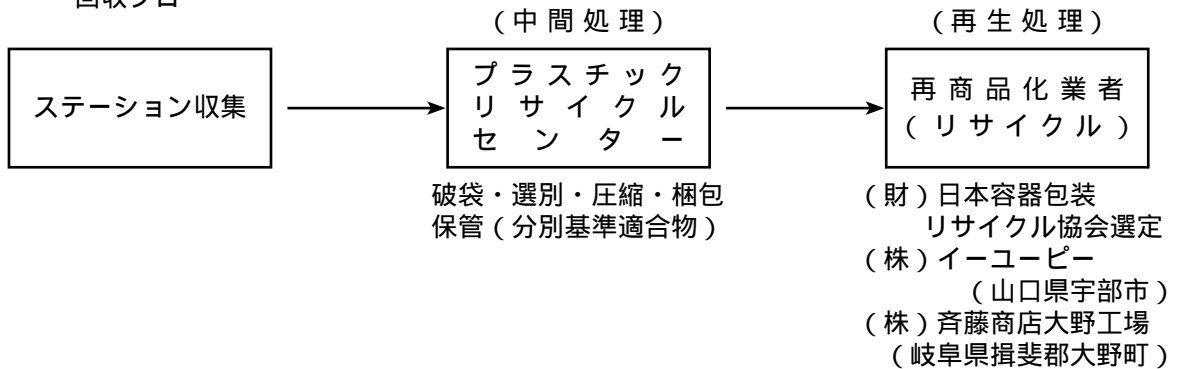 回収フロー
(中間処理)
(再生処理)
ステーション収集
プラスチック
リサイクル
センター
再商品化業者
(リサイクル)
破袋・選別・圧縮・梱包
保管(分別基準適合物)
(財)日本容器包装
リサイクル協会選定
(株)イーユーピー
(山口県宇部市)
(株)斉藤商店大野工場
(岐阜県揖斐郡大野町)